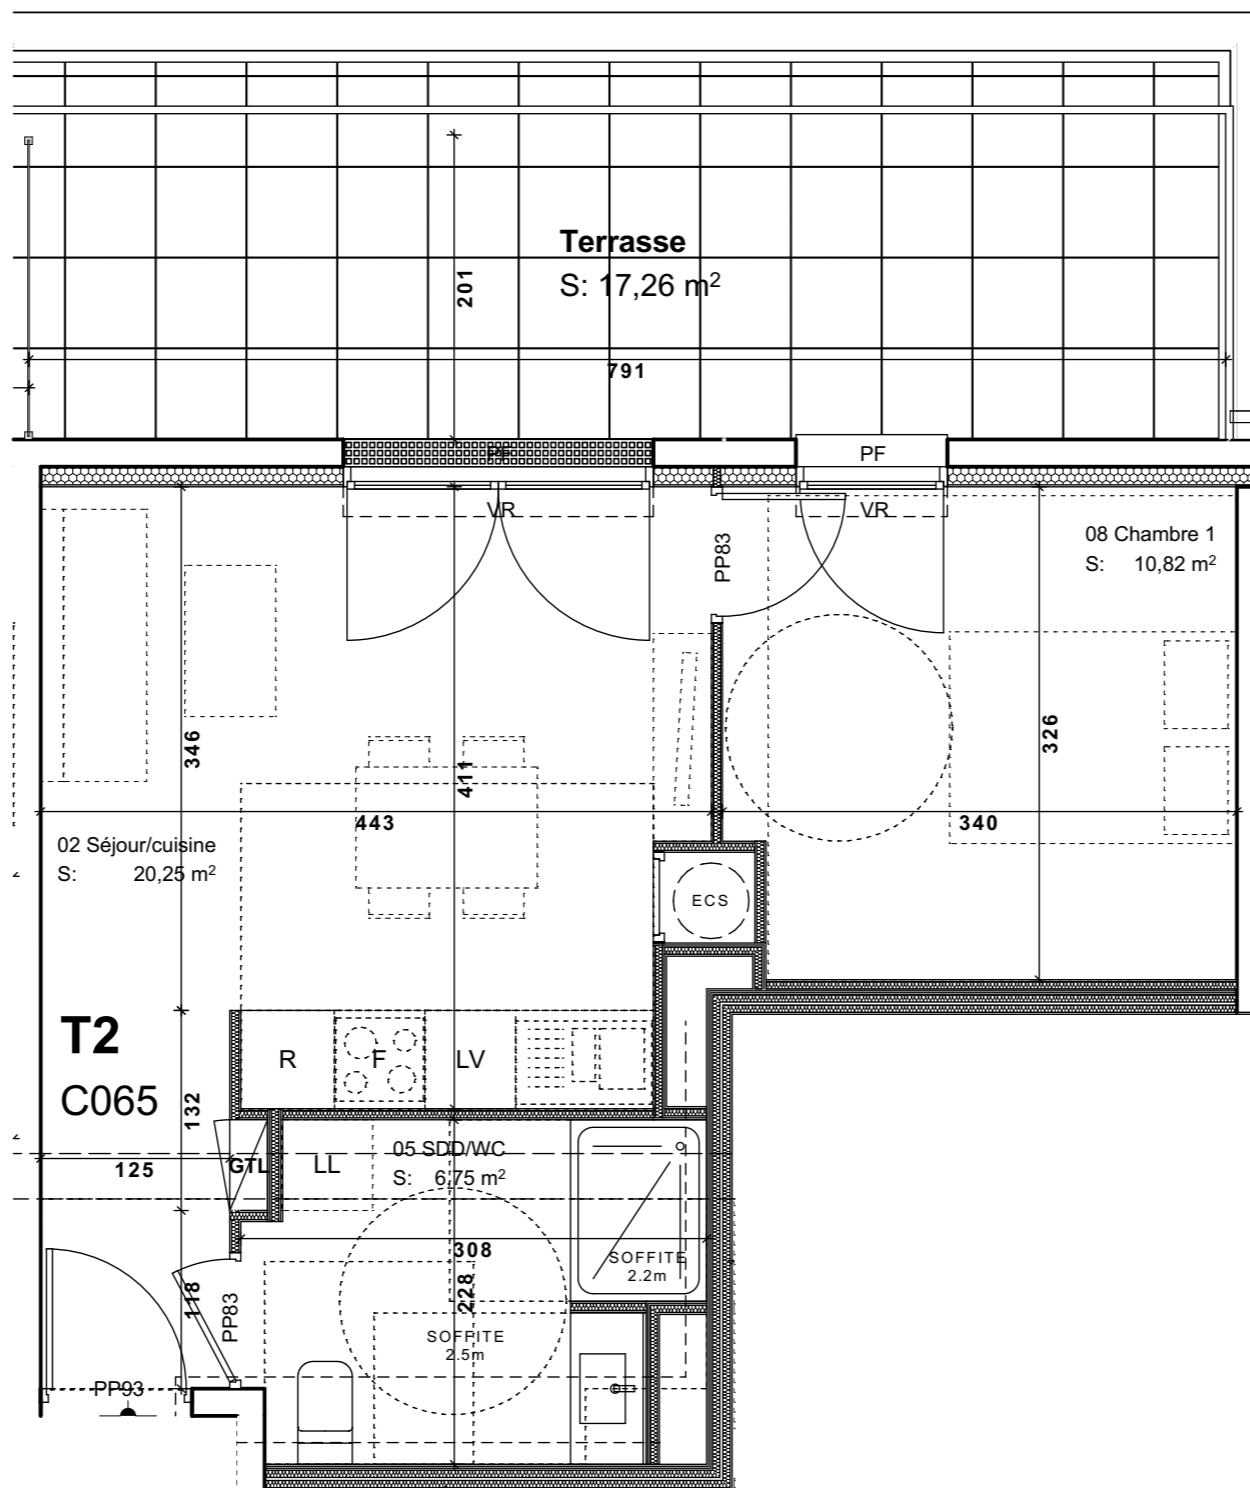 Terrasse
S: 17,26 m²
201
791
PF
PF
VR
VR
08 Chambre 1
S: 10,82 m²
PP83
346
411
326
443
340
02 Séjour/cuisine
S: 20,25 m²
ECS
T2
C065
R
F
LV
132
125
GTL
LL
05 SDD/WC
S: 6,75 m²
308
SOFFITE
2.2m
118
PP83
228
SOFFITE
2.5m
PP93